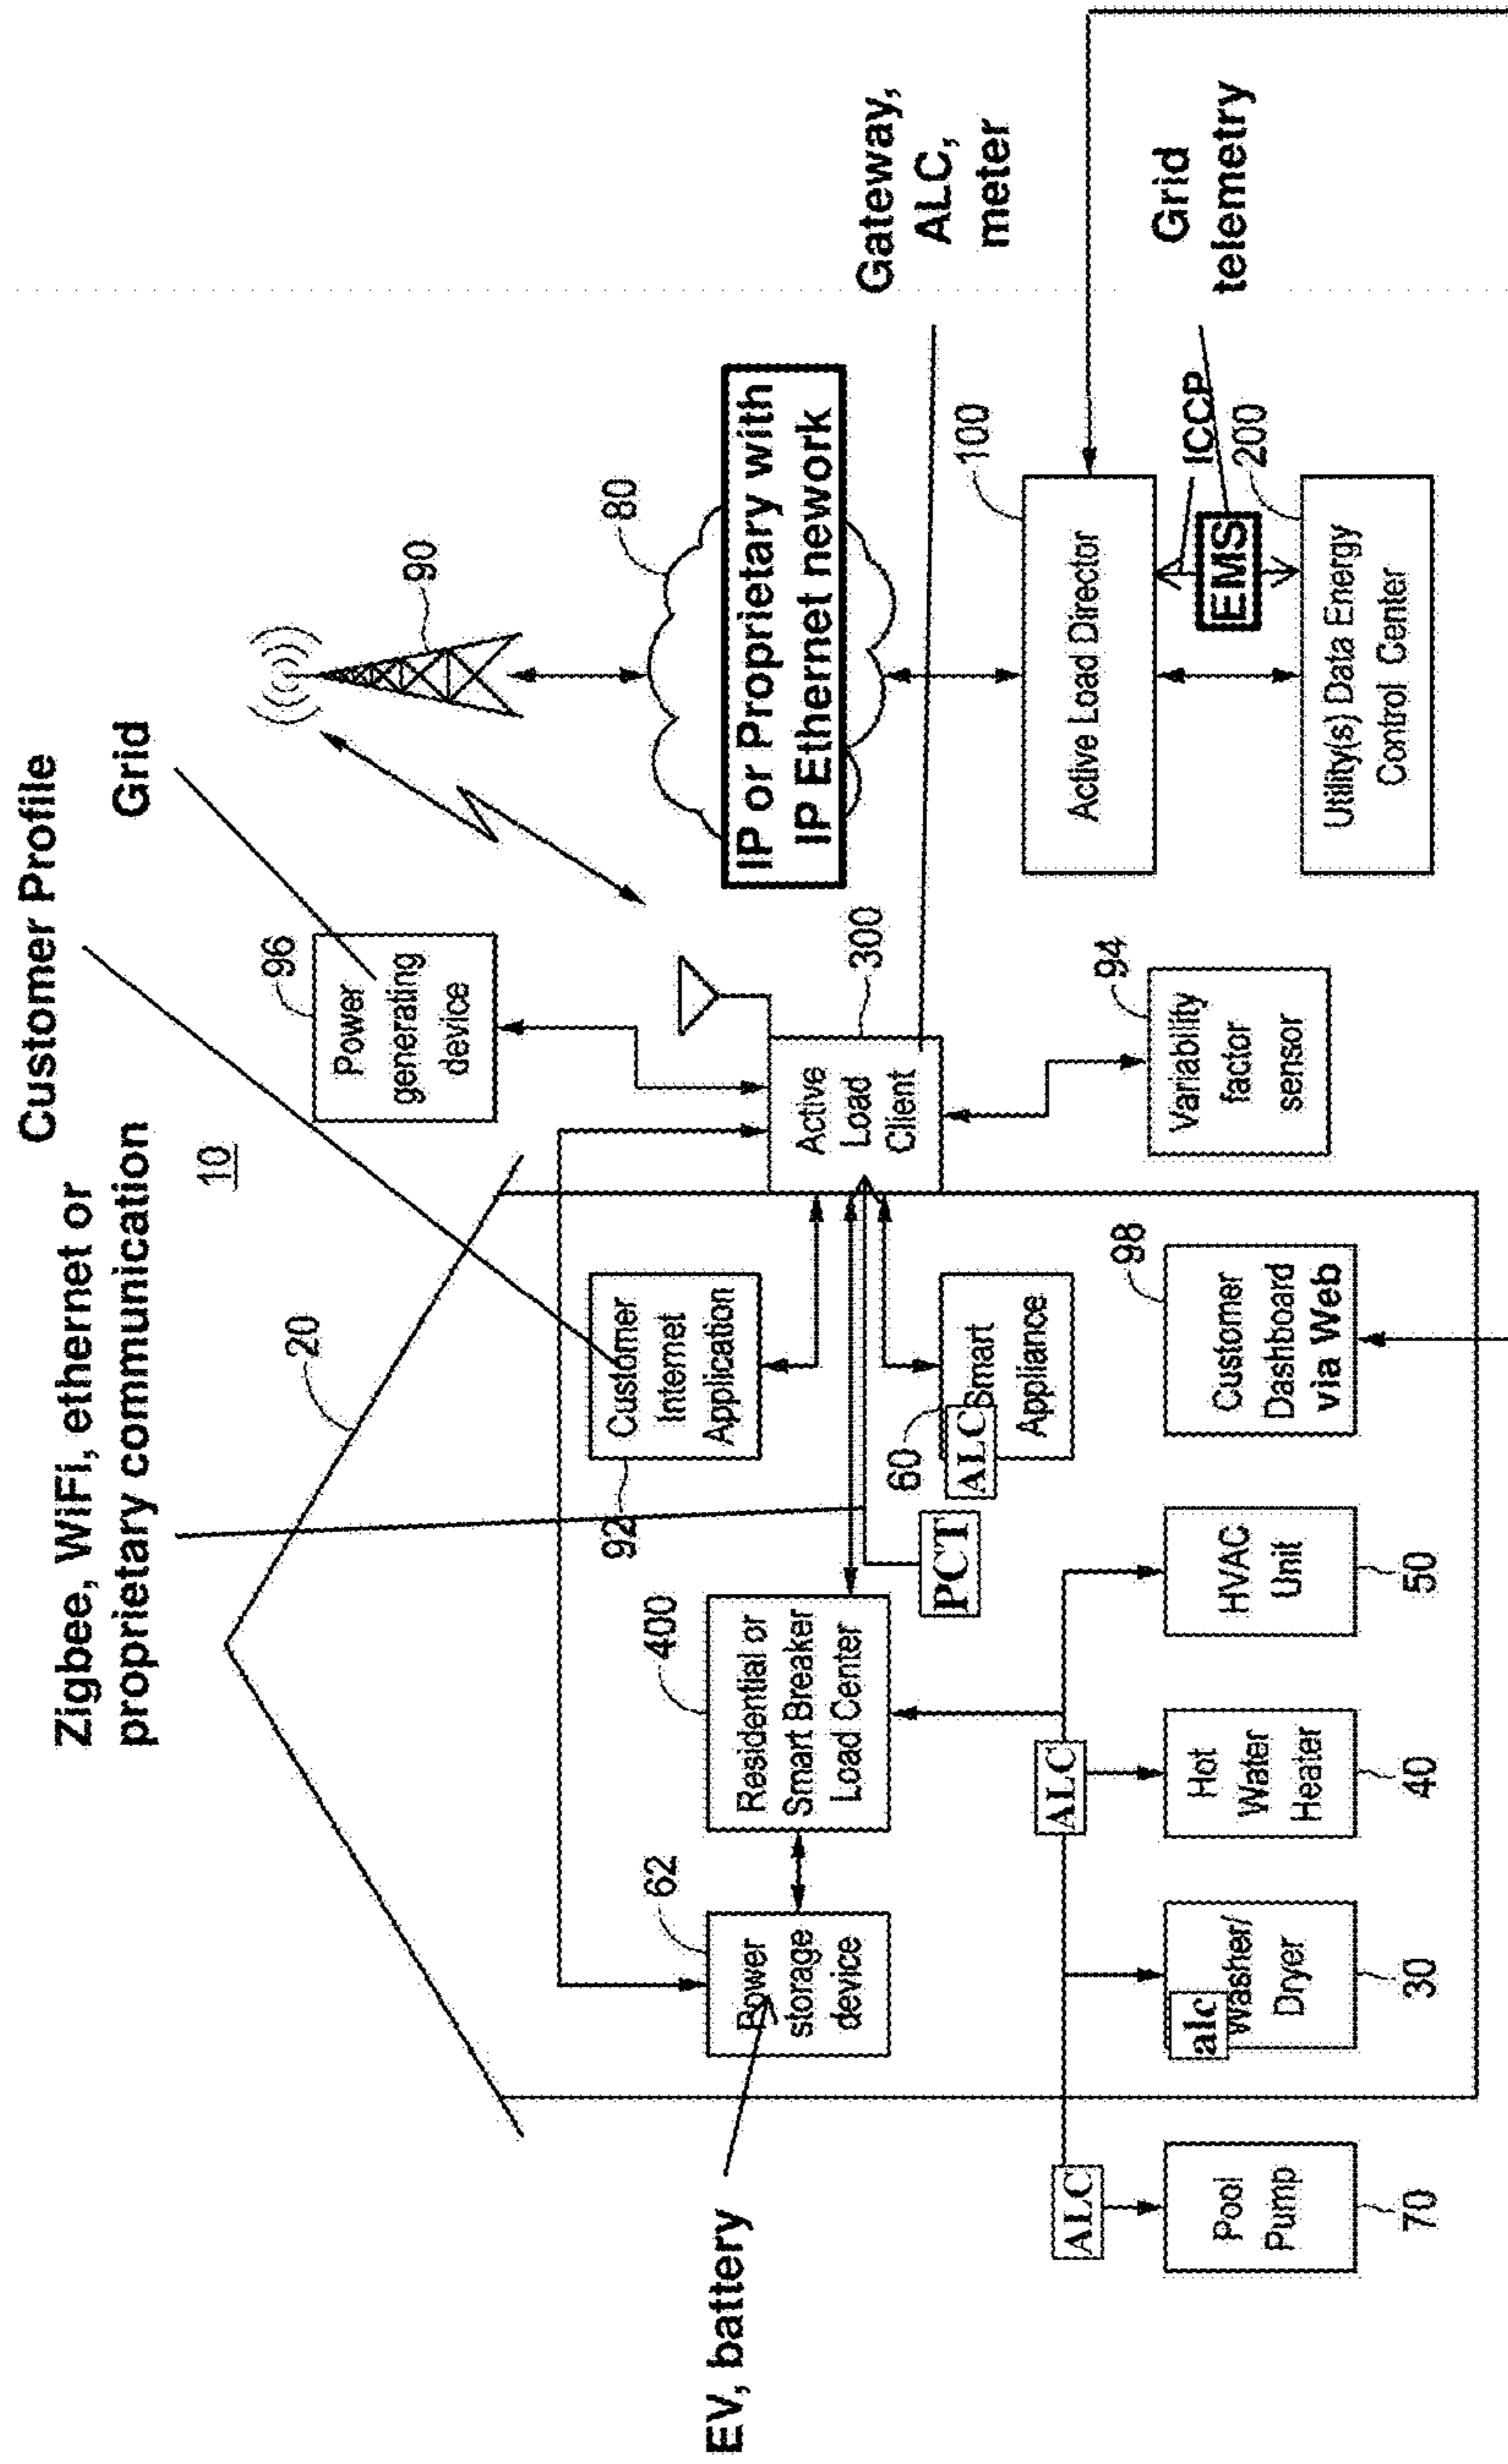 Customer Profile
Grid
Zigbee, WiFi, ethernet or
proprietary communication
10
20
90
96
Power
generating
device
80
IP or Proprietary with
IP Ethernet network
Gateway,
ALC,
meter
EV, battery
62
Power
storage
device
400
Residential or
Smart Breaker
Load Center
92
Customer
Internet
Application
300
Active
Load
Client
PCT
60
ALC
Smart
Appliance
100
Active Load Director
ICCP
Grid
telemetry
EMS
200
Utility(s) Data Energy
Control Center
94
Variability
factor
sensor
98
Customer
Dashboard
via Web
ALC
ALC
Pool
Pump
70
alc
Washer/
Dryer
30
Hot
Water
Heater
40
HVAC
Unit
50